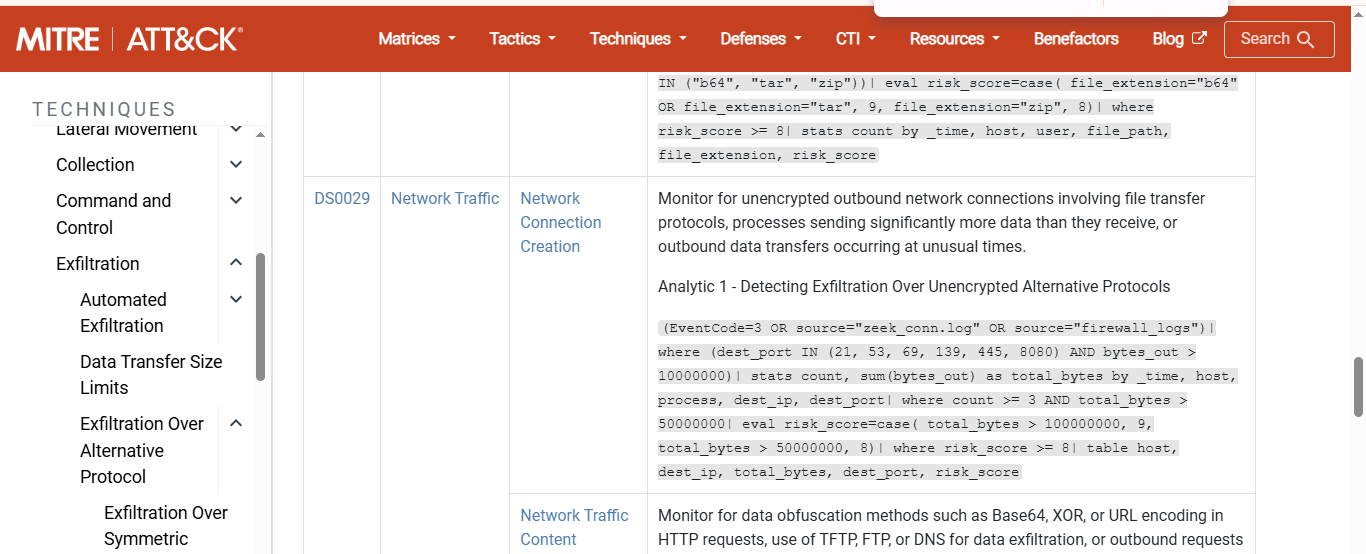 MITRE | ATT&CK®
Matrices
Tactics
Techniques
Defenses
CTI
Resources
Benefactors
Blog
Search
TECHNIQUES
Lateral Movement
Collection
Command and
Control
Exfiltration
Automated
Exfiltration
Data Transfer Size
Limits
Exfiltration Over
Alternative
Protocol
Exfiltration Over
Symmetric
IN ("b64", "tar", "zip"))| eval risk_score=case( file_extension="b64"
OR file_extension="tar", 9, file_extension="zip", 8)| where
risk_score >= 8| stats count by _time, host, user, file_path,
file_extension, risk_score
DS0029
Network Traffic
Network
Connection
Creation
Monitor for unencrypted outbound network connections involving file transfer
protocols, processes sending significantly more data than they receive, or
outbound data transfers occurring at unusual times.
Analytic 1 - Detecting Exfiltration Over Unencrypted Alternative Protocols
(EventCode=3 OR source="zeek_conn.log" OR source="firewall_logs")|
where (dest_port IN (21, 53, 69, 139, 445, 8080) AND bytes_out >
10000000)| stats count, sum(bytes_out) as total_bytes by _time, host,
process, dest_ip, dest_port| where count >= 3 AND total_bytes >
50000000| eval risk_score=case( total_bytes > 100000000, 9,
total_bytes > 50000000, 8)| where risk_score >= 8| table host,
dest_ip, total_bytes, dest_port, risk_score
Network Traffic
Content
Monitor for data obfuscation methods such as Base64, XOR, or URL encoding in
HTTP requests, use of TFTP, FTP, or DNS for data exfiltration, or outbound requests